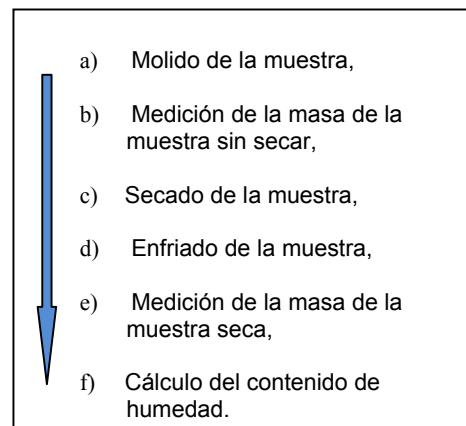 a) Molido de la muestra,
b) Medición de la masa de la
muestra sin secar,
c) Secado de la muestra,
d) Enfriado de la muestra,
e) Medición de la masa de la
muestra seca,
f) Cálculo del contenido de
humedad.